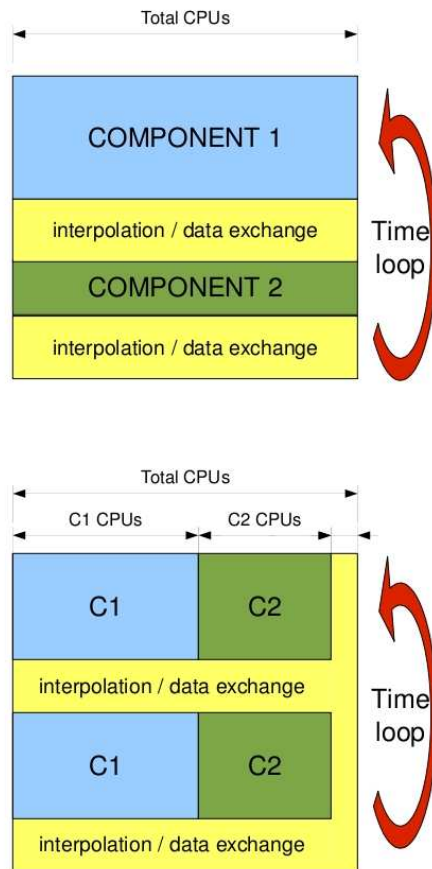 Total CPUs
COMPONENT 1
interpolation / data exchange
COMPONENT 2
interpolation / data exchange
Time
loop
Total CPUs
C1 CPUs C2 CPUs
C1 C2
interpolation / data exchange
C1 C2
interpolation / data exchange
Time
loop